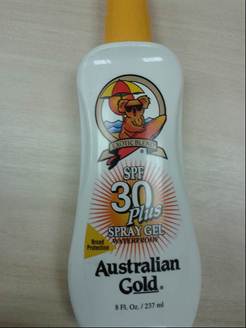 EXOTIC BLEND
SPF
30
Plus
SPRAY GEL
WATERPROOF
Broad
Protection
Australian
Gold®
8 Fl. Oz. / 237 ml